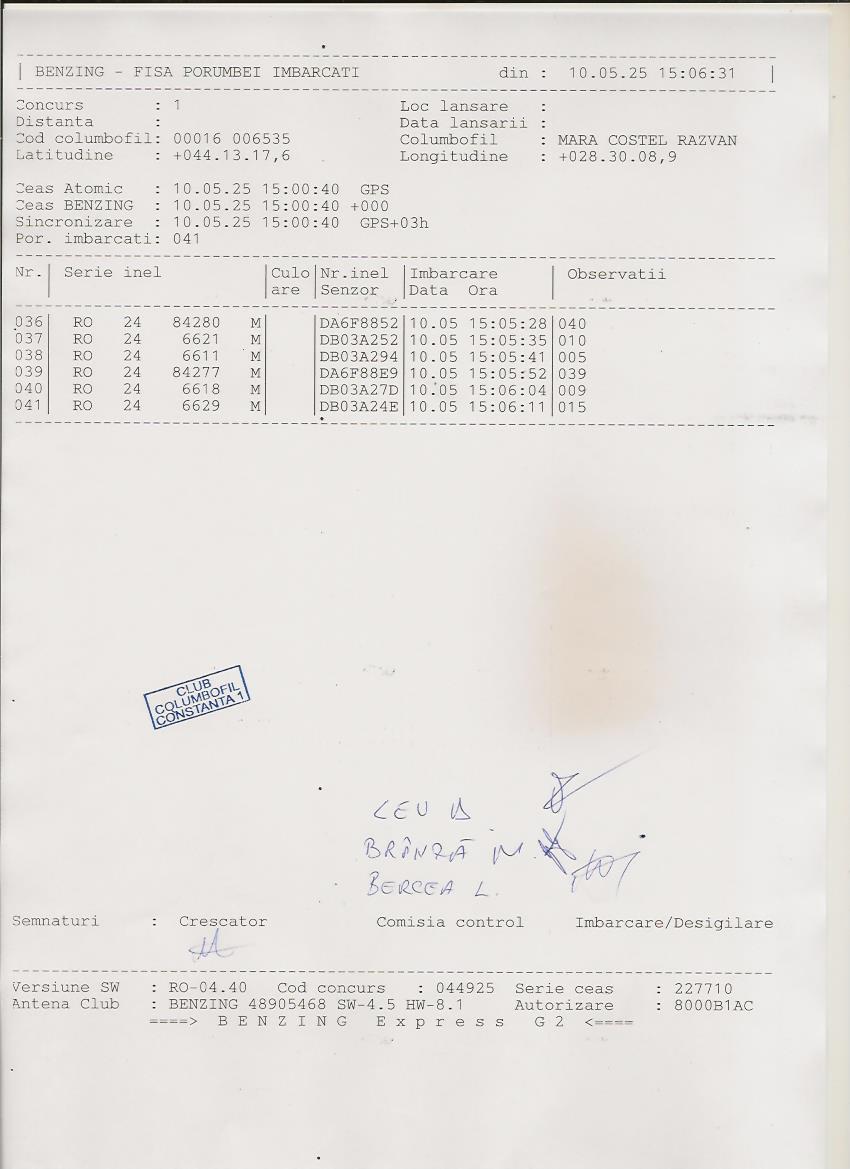 | BENZING - FISA PORUMBEI IMBARCATI din : 10.05.25 15:06:31 |
Concurs : 1 Loc lansare :
Distanta : Data lansarii :
Cod columbofil: 00016 006535 Columbofil : MARA COSTEL RAZVAN
Latitudine : +044.13.17,6 Longitudine : +028.30.08,9
Ceas Atomic : 10.05.25 15:00:40 GPS
Ceas BENZING : 10.05.25 15:00:40 +000
Sincronizare : 10.05.25 15:00:40 GPS+03h
Por. imbarcati: 041
Nr.| Serie inel |Culo|Nr.inel |Imbarcare | Observatii
| |are |Senzor |Data Ora |
036| RO 24 84280 M| |DA6F8852|10.05 15:05:28|040
037| RO 24 6621 M| |DB03A252|10.05 15:05:35|010
038| RO 24 6611 M| |DB03A294|10.05 15:05:41|005
039| RO 24 84277 M| |DA6F88E9|10.05 15:05:52|039
040| RO 24 6618 M| |DB03A27D|10.05 15:06:04|009
041| RO 24 6629 M| |DB03A24E|10.05 15:06:11|015
CLUB
COLUMBOFIL
CONSTANTA 1
LEU D
BRÎNZĂ M.
BERCEA L.
Semnaturi : Crescator Comisia control Imbarcare/Desigilare
Versiune SW : RO-04.40 Cod concurs : 044925 Serie ceas : 227710
Antena Club : BENZING 48905468 SW-4.5 HW-8.1 Autorizare : 8000B1AC
====> B E N Z I N G E x p r e s s G 2 <====